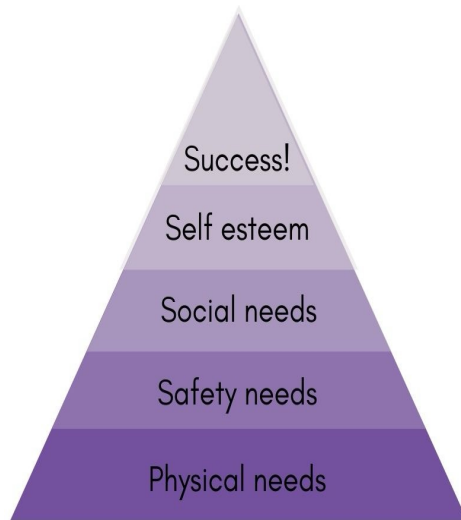 Success!
Self esteem
Social needs
Safety needs
Physical needs